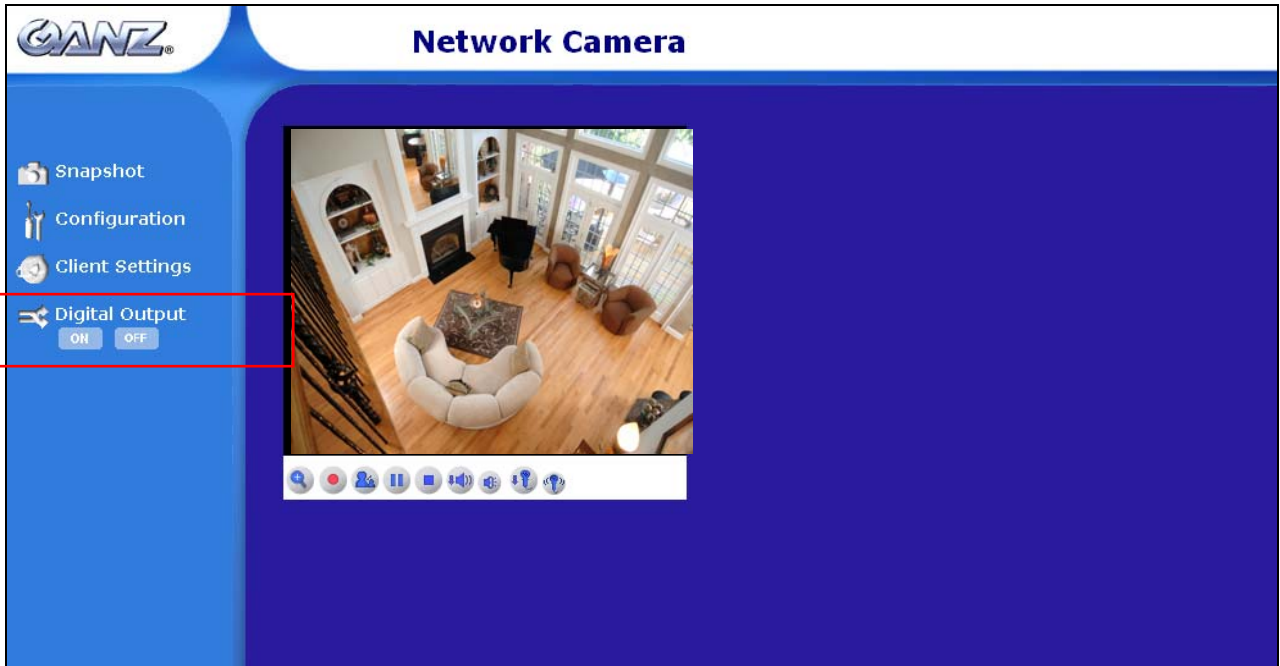 GANZ®
Network Camera
Snapshot
Configuration
Client Settings
Digital Output
ON OFF